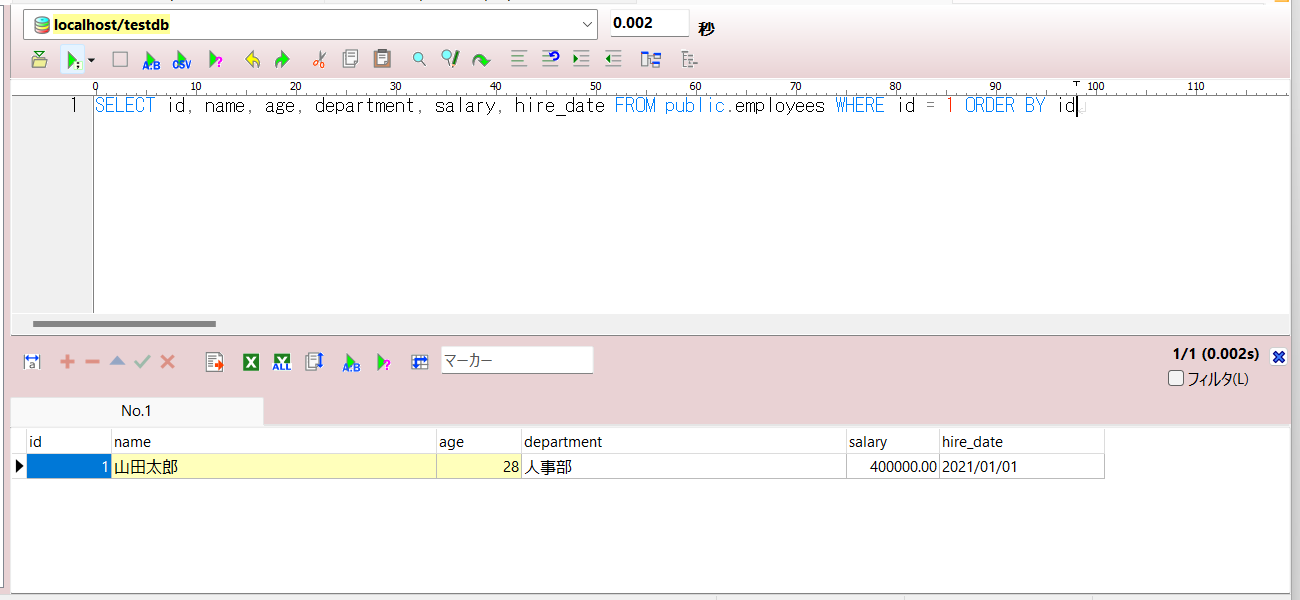 localhost/testdb 0.002 秒
A:B CSV
0 10 20 30 40 50 60 70 80 90 100 110
1 SELECT id, name, age, department, salary, hire_date FROM public.employees WHERE id = 1 ORDER BY id
a ALL A:B マーカー 1/1 (0.002s)
フィルタ(L)
No.1
id name age department salary hire_date
1 山田太郎 28 人事部 400000.00 2021/01/01